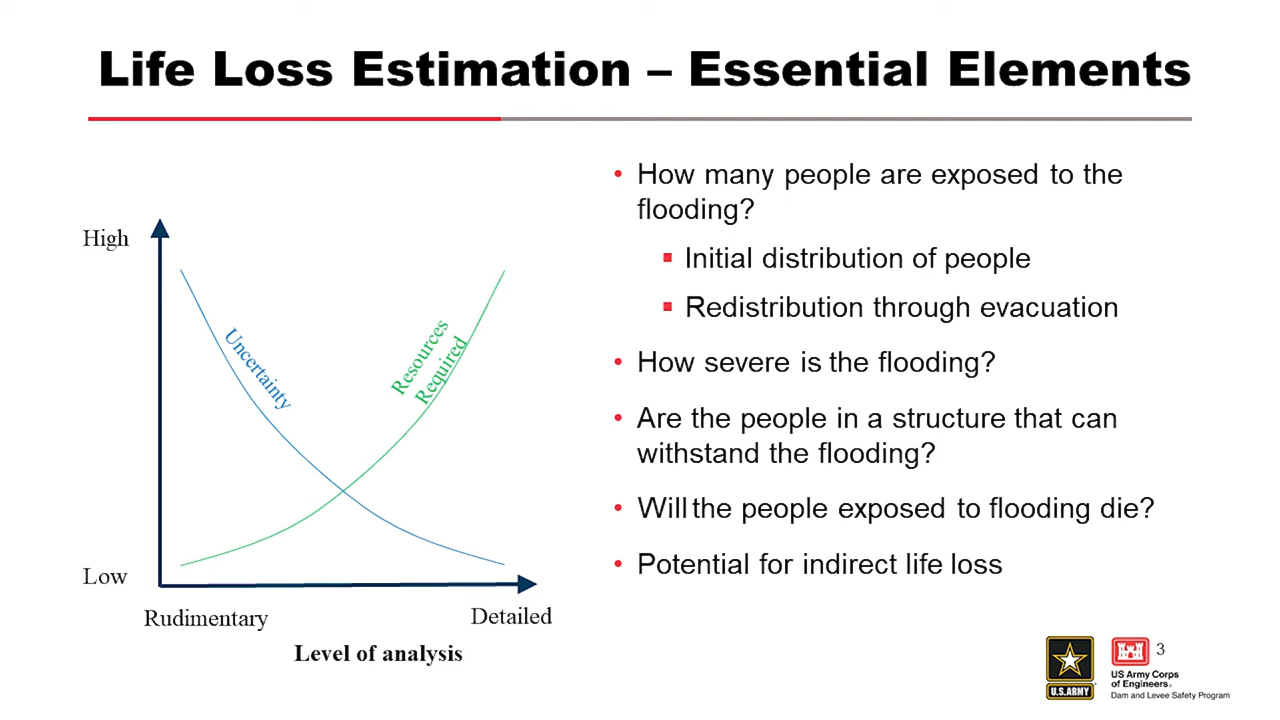 Life Loss Estimation – Essential Elements
High
Uncertainty
Resources
Required
Low
Rudimentary
Detailed
Level of analysis
• How many people are exposed to the
flooding?
▪ Initial distribution of people
▪ Redistribution through evacuation
• How severe is the flooding?
• Are the people in a structure that can
withstand the flooding?
• Will the people exposed to flooding die?
• Potential for indirect life loss
U.S.ARMY
3
US Army Corps
of Engineers®
Dam and Levee Safety Program